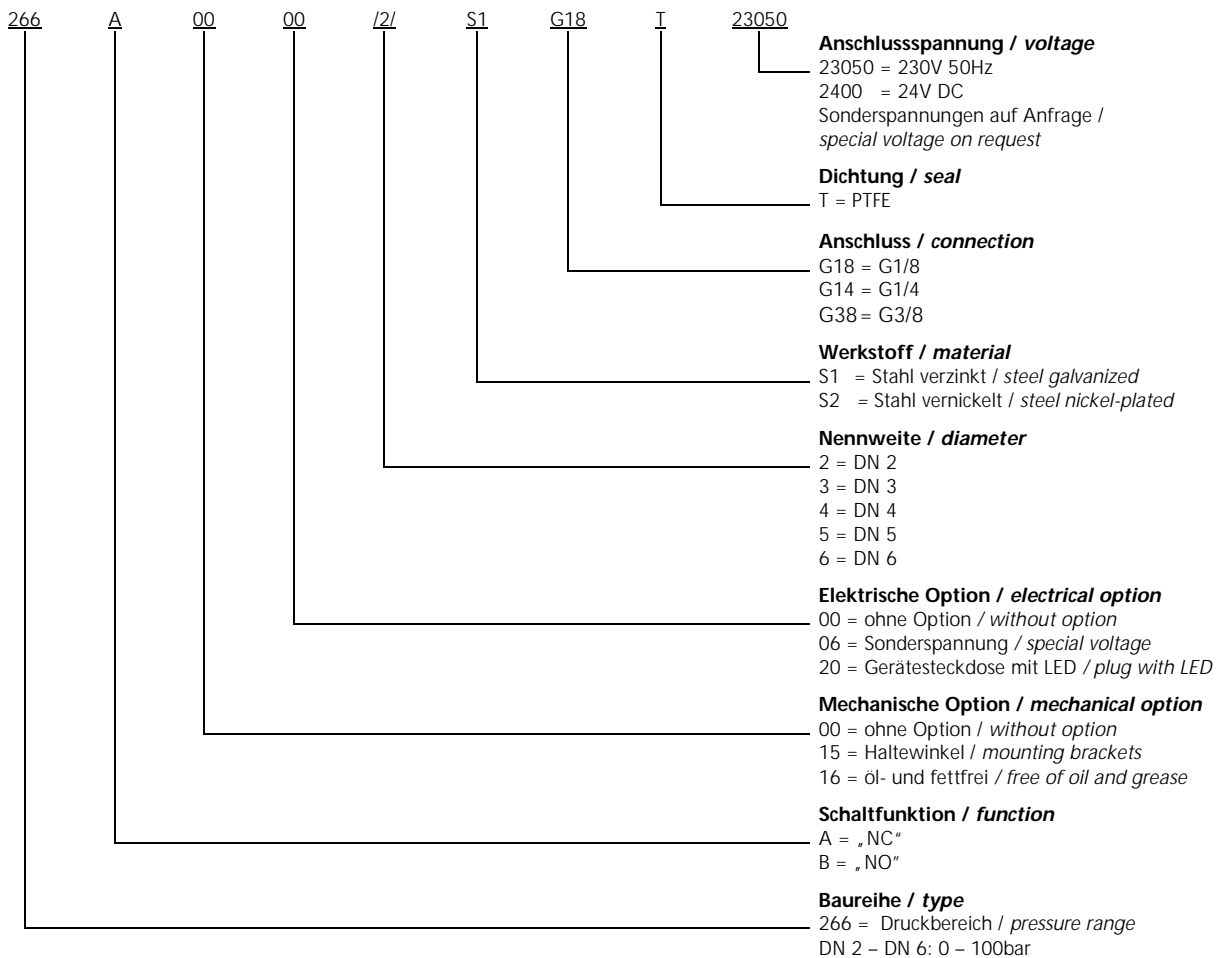 266 A 00 00 /2/ S1 G18 T 23050
Anschlussspannung / voltage
23050 = 230V 50Hz
2400 = 24V DC
Sonderspannungen auf Anfrage /
special voltage on request
Dichtung / seal
T = PTFE
Anschluss / connection
G18 = G1/8
G14 = G1/4
G38 = G3/8
Werkstoff / material
S1 = Stahl verzinkt / steel galvanized
S2 = Stahl vernickelt / steel nickel-plated
Nennweite / diameter
2 = DN 2
3 = DN 3
4 = DN 4
5 = DN 5
6 = DN 6
Elektrische Option / electrical option
00 = ohne Option / without option
06 = Sonderspannung / special voltage
20 = Gerätesteckdose mit LED / plug with LED
Mechanische Option / mechanical option
00 = ohne Option / without option
15 = Haltewinkel / mounting brackets
16 = öl- und fettfrei / free of oil and grease
Schaltfunktion / function
A = „NC“
B = „NO”
Baureihe / type
266 = Druckbereich / pressure range
DN 2 – DN 6: 0 – 100bar